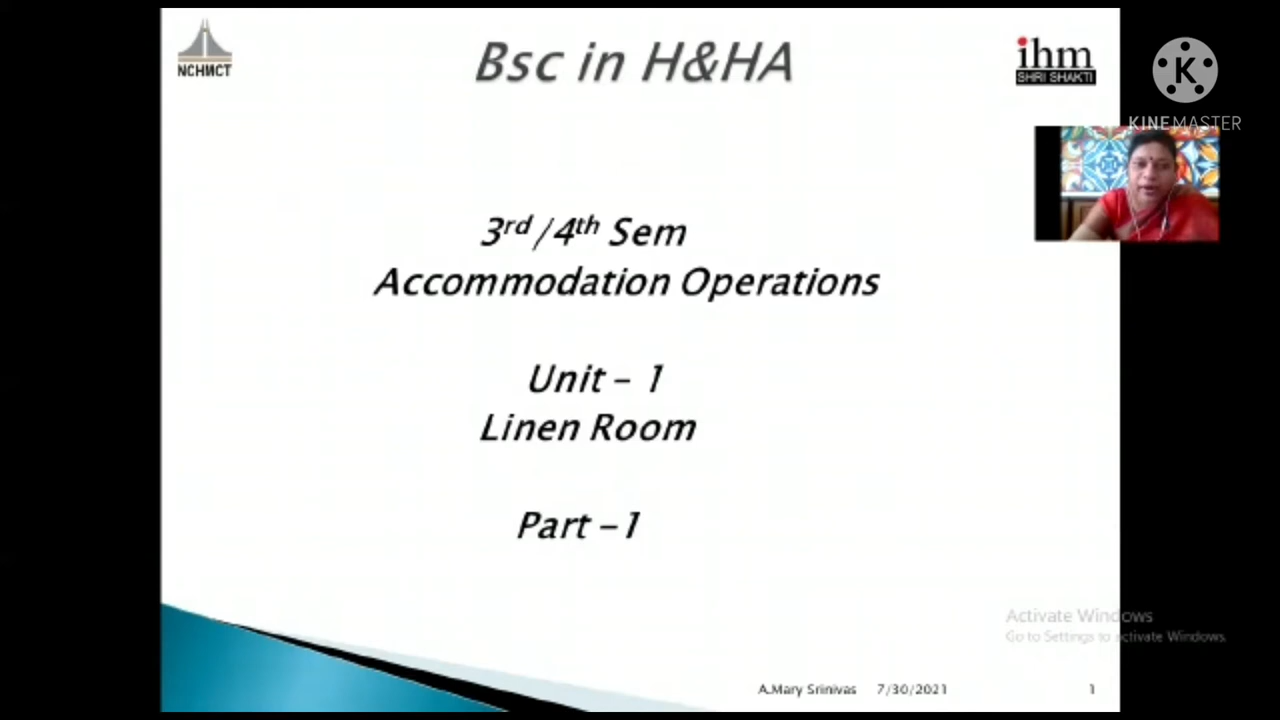 NCHMCT
Bsc in H&HA
ihm
SHRI SHAKTI
K
KINEMASTER
3rd /4th Sem
Accommodation Operations
Unit – 1
Linen Room
Part –1
Activate Windows
Go to Settings to activate Windows.
A.Mary Srinivas 7/30/2021 1